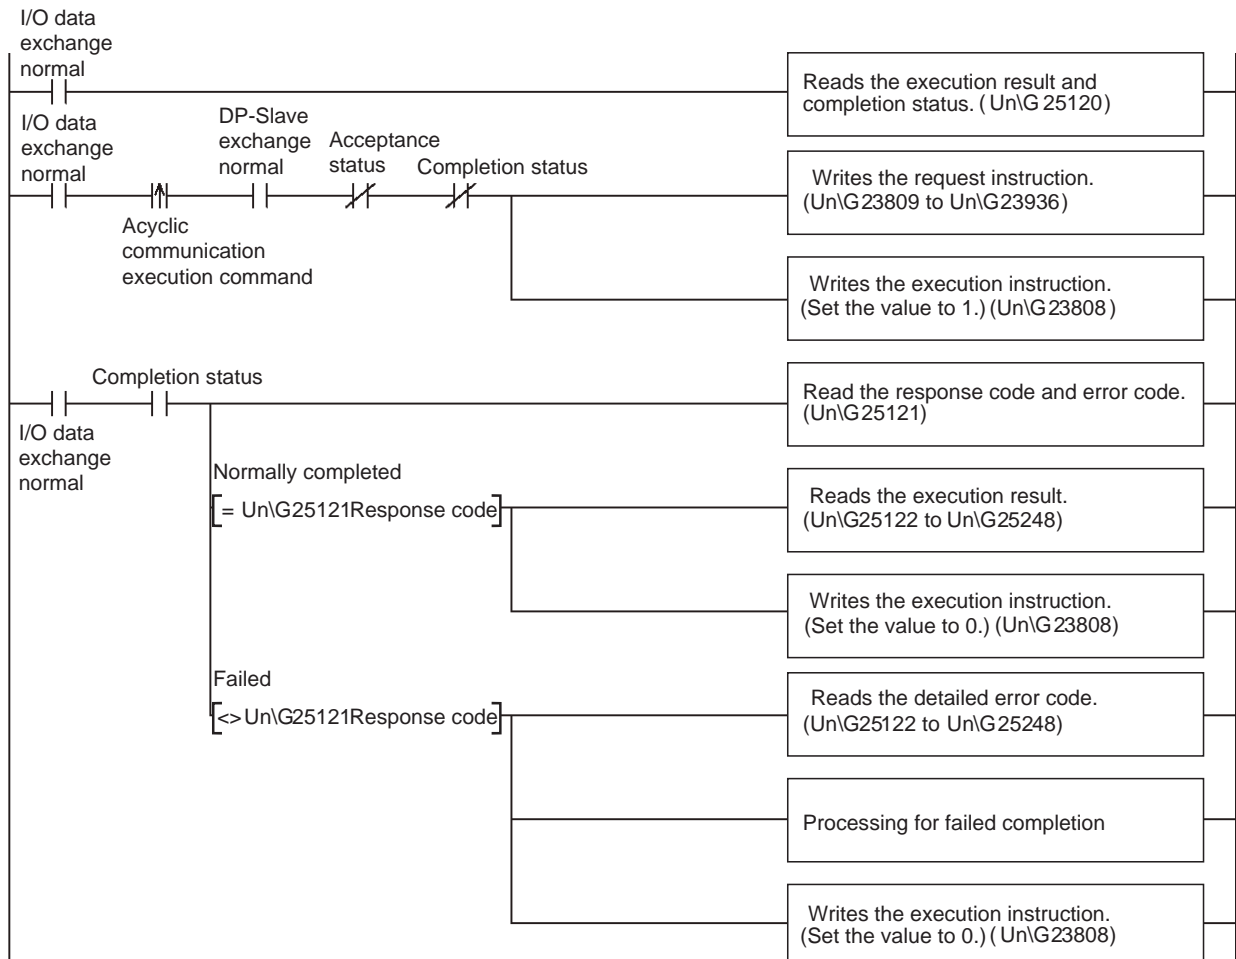 I/O data
exchange
normal
Reads the execution result and
completion status. (Un\G25120)
I/O data
exchange
normal
DP-Slave
exchange
normal
Acceptance
status
Completion status
Acyclic
communication
execution command
Writes the request instruction.
(Un\G23809 to Un\G23936)
Writes the execution instruction.
(Set the value to 1.) (Un\G23808)
Completion status
I/O data
exchange
normal
Read the response code and error code.
(Un\G25121)
Normally completed
= Un\G25121Response code
Reads the execution result.
(Un\G25122 to Un\G25248)
Writes the execution instruction.
(Set the value to 0.) (Un\G23808)
Failed
<>Un\G25121Response code
Reads the detailed error code.
(Un\G25122 to Un\G25248)
Processing for failed completion
Writes the execution instruction.
(Set the value to 0.) (Un\G23808)